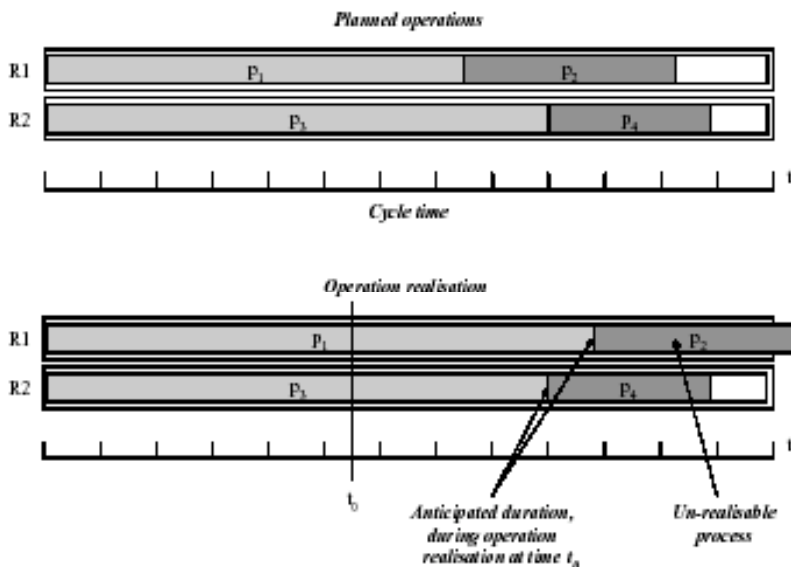 Planned operations
R1 p₁ p₂
R2 p₃ p₄
t
Cycle time
Operation realisation
R1 p₁ p₂
R2 p₃ p₄
t
t₀
Anticipated duration,
during operation
realisation at time t₀
Un-realisable
process